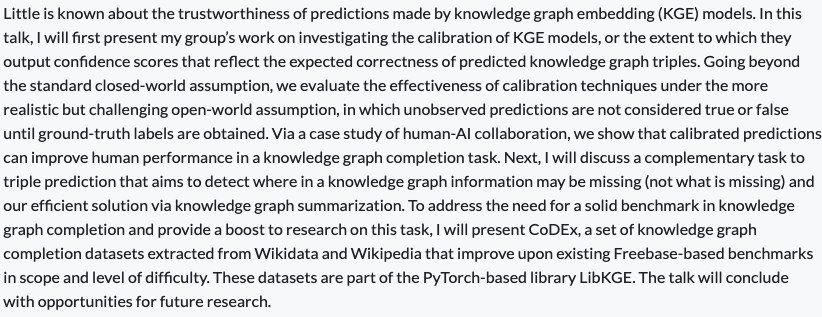 Little is known about the trustworthiness of predictions made by knowledge graph embedding (KGE) models. In this
talk, I will first present my group's work on investigating the calibration of KGE models, or the extent to which they
output confidence scores that reflect the expected correctness of predicted knowledge graph triples. Going beyond
the standard closed-world assumption, we evaluate the effectiveness of calibration techniques under the more
realistic but challenging open-world assumption, in which unobserved predictions are not considered true or false
until ground-truth labels are obtained. Via a case study of human-AI collaboration, we show that calibrated predictions
can improve human performance in a knowledge graph completion task. Next, I will discuss a complementary task to
triple prediction that aims to detect where in a knowledge graph information may be missing (not what is missing) and
our efficient solution via knowledge graph summarization. To address the need for a solid benchmark in knowledge
graph completion and provide a boost to research on this task, I will present CoDEx, a set of knowledge graph
completion datasets extracted from Wikidata and Wikipedia that improve upon existing Freebase-based benchmarks
in scope and level of difficulty. These datasets are part of the PyTorch-based library LibKGE. The talk will conclude
with opportunities for future research.